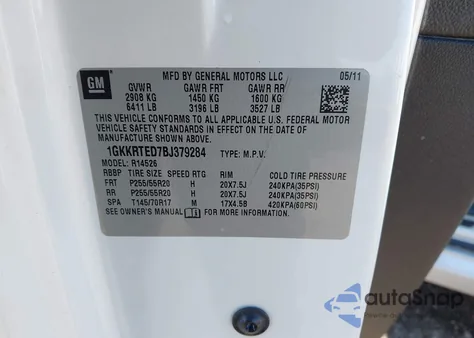 GM
MFD BY GENERAL MOTORS LLC
05/11
GVWR GAWR FRT GAWR RR
2908 KG 1450 KG 1600 KG
6411 LB 3196 LB 3527 LB
THIS VEHICLE CONFORMS TO ALL APPLICABLE U.S. FEDERAL MOTOR
VEHICLE SAFETY STANDARDS IN EFFECT ON THE DATE OF
MANUFACTURE SHOWN ABOVE.
1GKKRTED7BJ379284 TYPE: M.P.V.
MODEL: R14526
RBBP TIRE SIZE SPEED RTG RIM COLD TIRE PRESSURE
FRT P255/55R20 H 20X7.5J 240KPA(35PSI)
RR P255/55R20 H 20X7.5J 240KPA(35PSI)
SPA T145/70R17 M 17X4.5B 420KPA(60PSI)
SEE OWNER'S MANUAL FOR MORE INFORMATION.
autoSnap